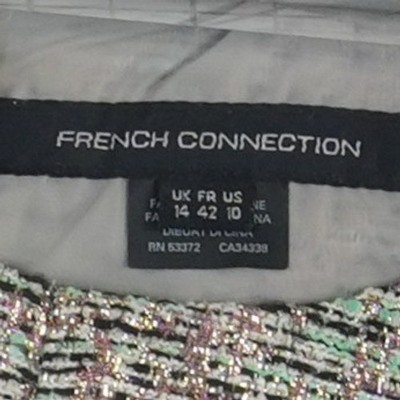 FRENCH CONNECTION
UK FR US
14 42 10
RN 53372 CA34338